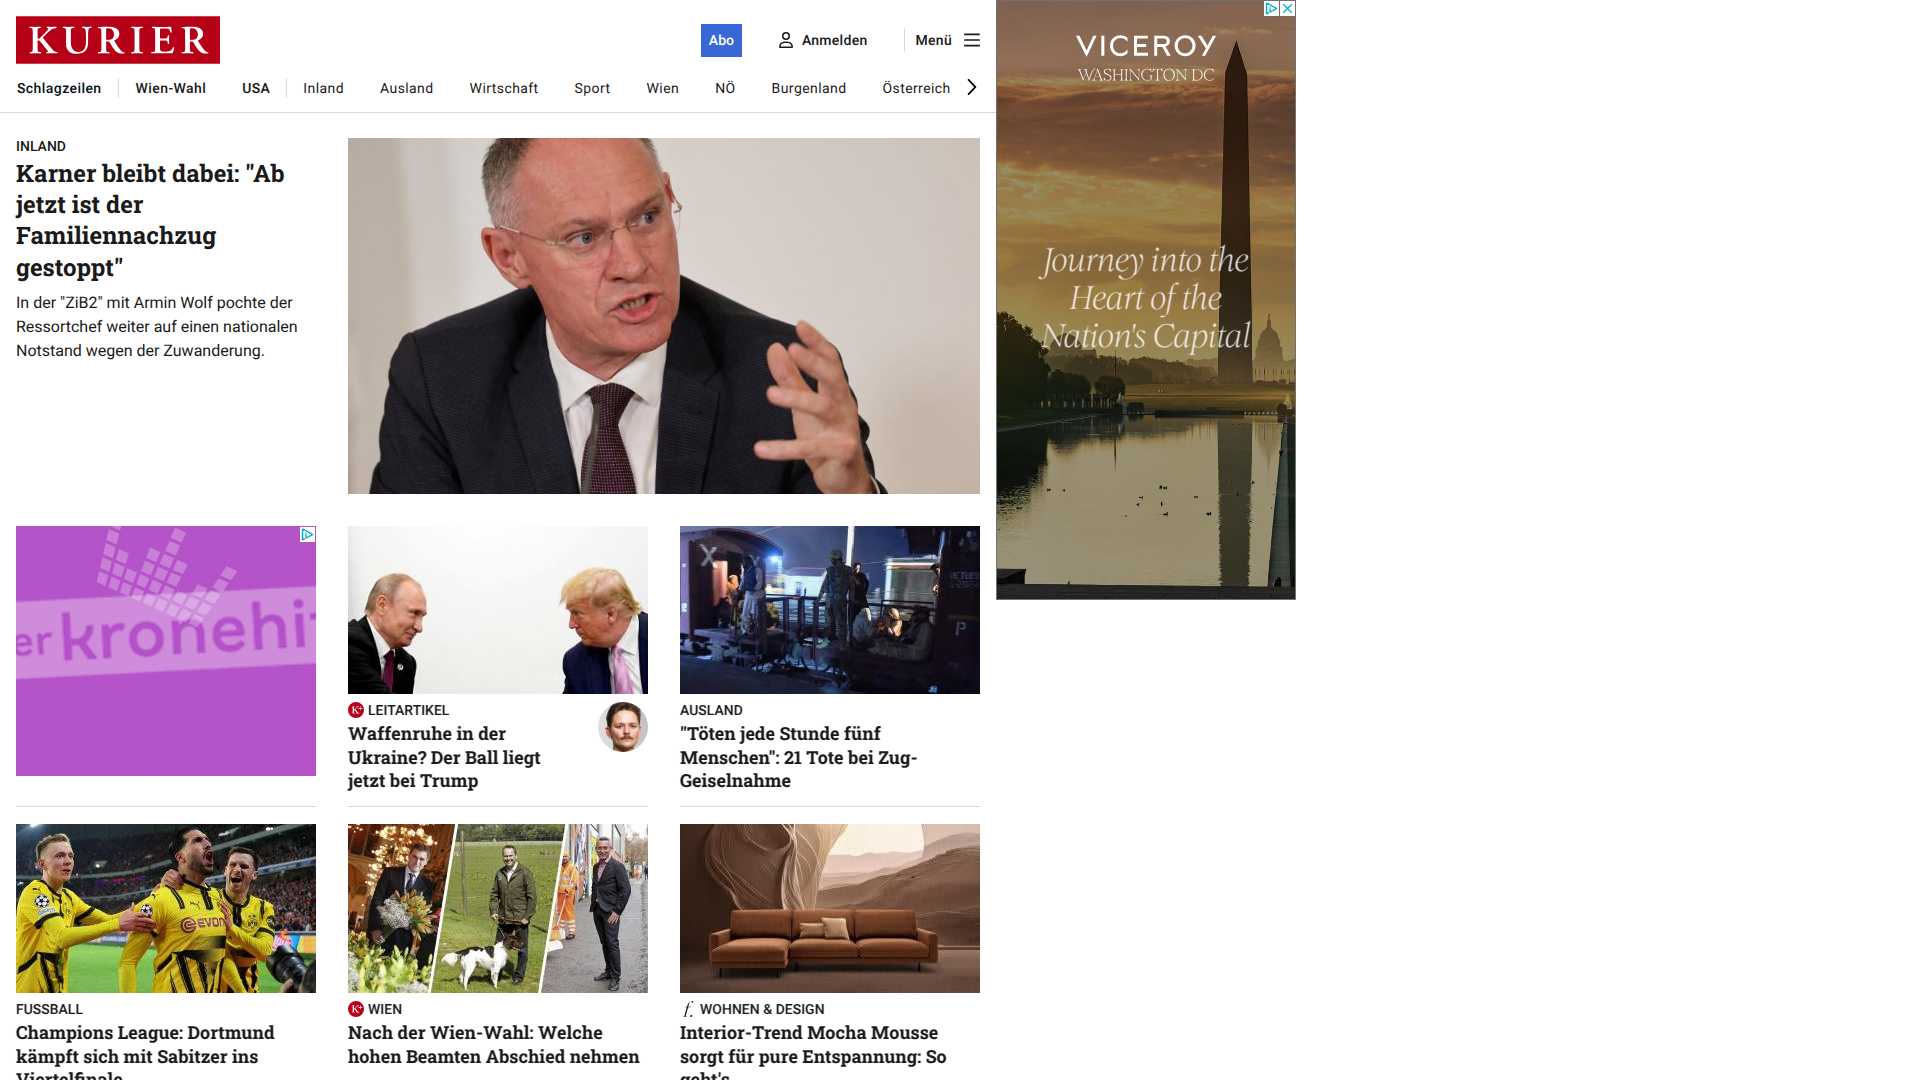 KURIER
Abo
Anmelden
Menü
Schlagzeilen
Wien-Wahl
USA
Inland
Ausland
Wirtschaft
Sport
Wien
NÖ
Burgenland
Österreich
INLAND
Karner bleibt dabei: "Ab
jetzt ist der
Familiennachzug
gestoppt"
In der "ZiB2" mit Armin Wolf pochte der
Ressortchef weiter auf einen nationalen
Notstand wegen der Zuwanderung.
VICEROY
WASHINGTON DC
Journey into the
Heart of the
Nation's Capital
er kronehit
K+ LEITARTIKEL
Waffenruhe in der
Ukraine? Der Ball liegt
jetzt bei Trump
AUSLAND
"Töten jede Stunde fünf
Menschen": 21 Tote bei Zug-
Geiselnahme
EVON
FUSSBALL
Champions League: Dortmund
kämpft sich mit Sabitzer ins
Viertelfinale
K+ WIEN
Nach der Wien-Wahl: Welche
hohen Beamten Abschied nehmen
f. WOHNEN & DESIGN
Interior-Trend Mocha Mousse
sorgt für pure Entspannung: So
geht's